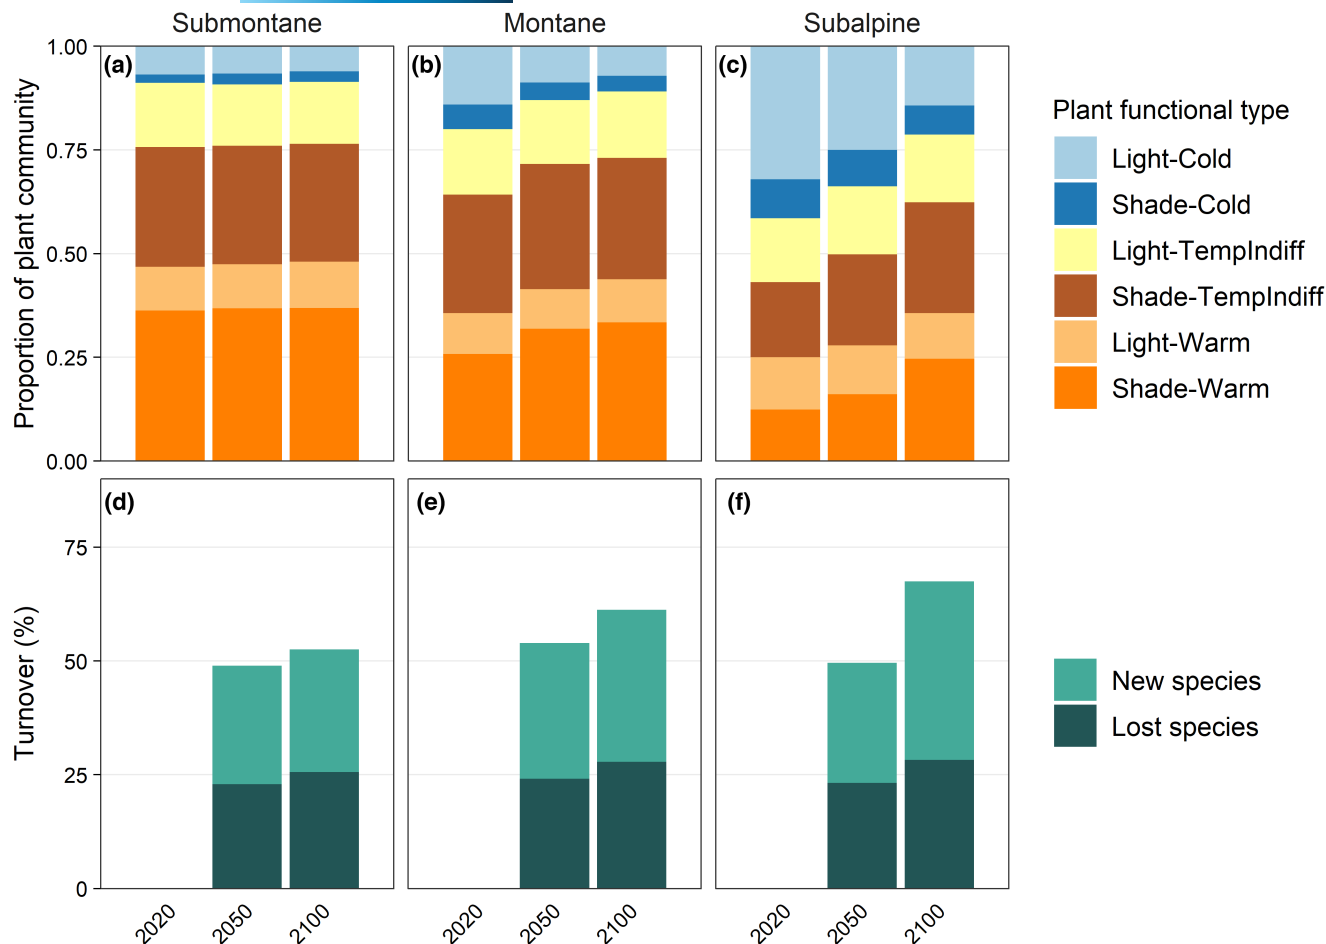 Submontane Montane Subalpine
Proportion of plant community
1.00
0.75
0.50
0.25
0.00
(a) (b) (c)
Plant functional type
Light-Cold
Shade-Cold
Light-TempIndiff
Shade-TempIndiff
Light-Warm
Shade-Warm
Turnover (%)
75
50
25
0
(d) (e) (f)
New species
Lost species
2020 2050 2100 2020 2050 2100 2020 2050 2100